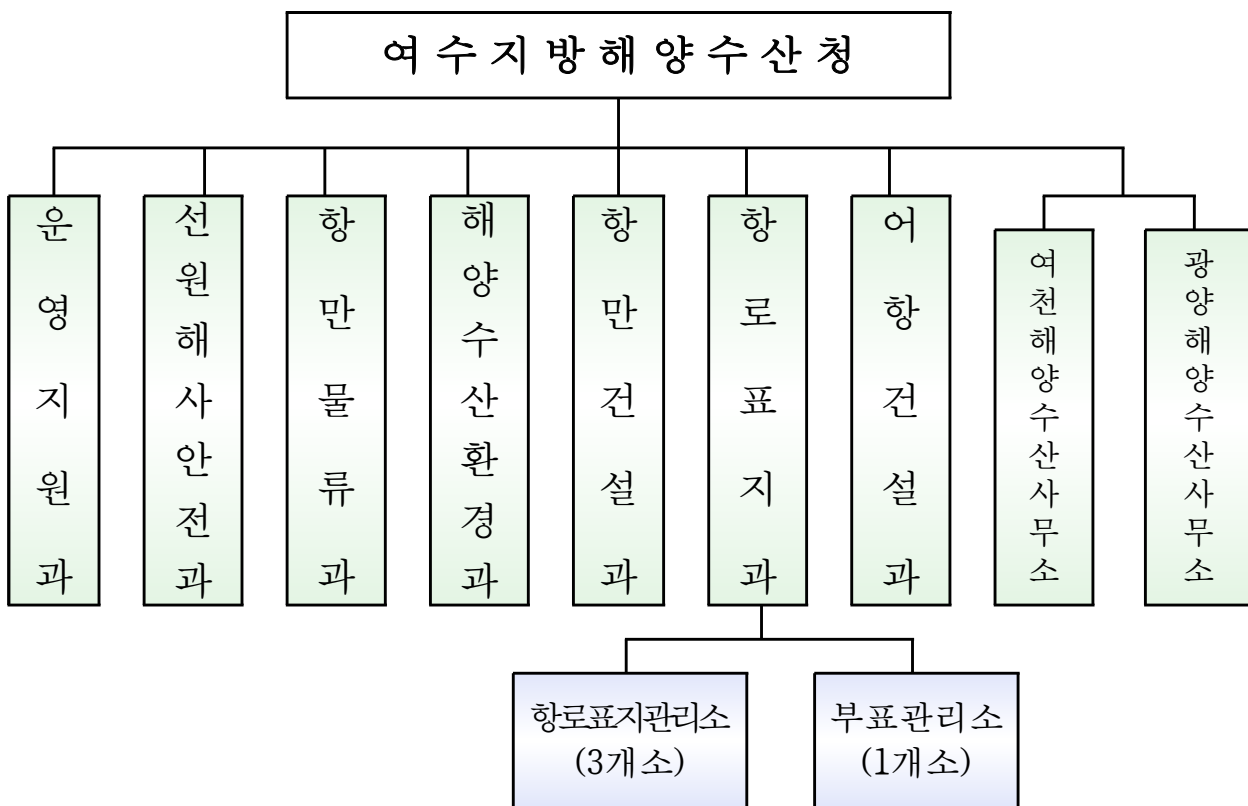 여수지방해양수산청
운영지원과
선원해사안전과
항만물류과
해양수산환경과
항만건설과
항로표지과
어항건설과
여천해양수산사무소
광양해양수산사무소
항로표지관리소
(3개소)
부표관리소
(1개소)